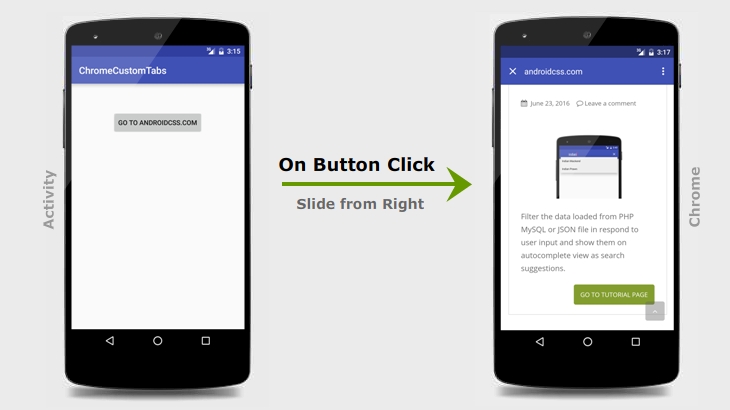 3:15
ChromeCustomTabs
GO TO ANDROIDCSS.COM
Activity
On Button Click
Slide from Right
3:17
androidcss.com
June 23, 2016 Leave a comment
Filter the data loaded from PHP
MySQL or JSON file in respond to
user input and show them on
autocomplete view as search
suggestions.
GO TO TUTORIAL PAGE
Chrome